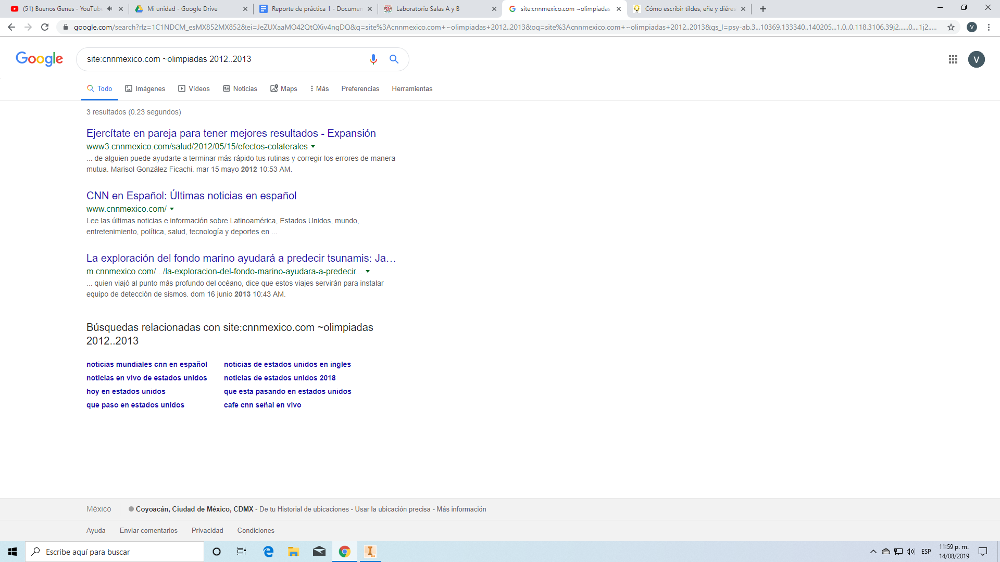 (51) Buenos Genes - YouTube
Mi unidad - Google Drive
Reporte de práctica 1 - Documen
Laboratorio Salas A y B
site:cnnmexico.com ~olimpiadas
Cómo escribir tildes, eñe y diéres
google.com/search?rlz=1C1NDCM_esMX852MX852&ei=JeZUXaaMO42QtQXiv4ngDQ&q=site%3Acnnmexico.com+~olimpiadas+2012..2013&oq=site%3Acnnmexico.com+~olimpiadas+2012..2013&gs_l=psy-ab.3...10369.133340..140205...1.0..0.118.3106.39j2......0....1j2.....
V
Google
site:cnnmexico.com ~olimpiadas 2012..2013
V
Todo Imágenes Vídeos Noticias Maps Más Preferencias Herramientas
3 resultados (0.23 segundos)
Ejercítate en pareja para tener mejores resultados - Expansión
www3.cnnmexico.com/salud/2012/05/15/efectos-colaterales
... de alguien puede ayudarte a terminar más rápido tus rutinas y corregir los errores de manera
mutua. Marisol González Ficachi. mar 15 mayo 2012 10:53 AM.
CNN en Español: Últimas noticias en español
www.cnnmexico.com/
Lee las últimas noticias e información sobre Latinoamérica, Estados Unidos, mundo,
entretenimiento, política, salud, tecnología y deportes en ...
La exploración del fondo marino ayudará a predecir tsunamis: Ja...
m.cnnmexico.com/.../la-exploracion-del-fondo-marino-ayudara-a-predecir...
... quien viajó al punto más profundo del océano, dice que estos viajes servirán para instalar
equipo de detección de sismos. dom 16 junio 2013 10:43 AM.
Búsquedas relacionadas con site:cnnmexico.com ~olimpiadas
2012..2013
noticias mundiales cnn en español
noticias de estados unidos en ingles
noticias en vivo de estados unidos
noticias de estados unidos 2018
hoy en estados unidos
que esta pasando en estados unidos
que paso en estados unidos
cafe cnn señal en vivo
México
Coyoacán, Ciudad de México, CDMX - De tu Historial de ubicaciones - Usar la ubicación precisa - Más información
Ayuda Enviar comentarios Privacidad Condiciones
Escribe aquí para buscar
ESP
11:59 p. m.
14/08/2019